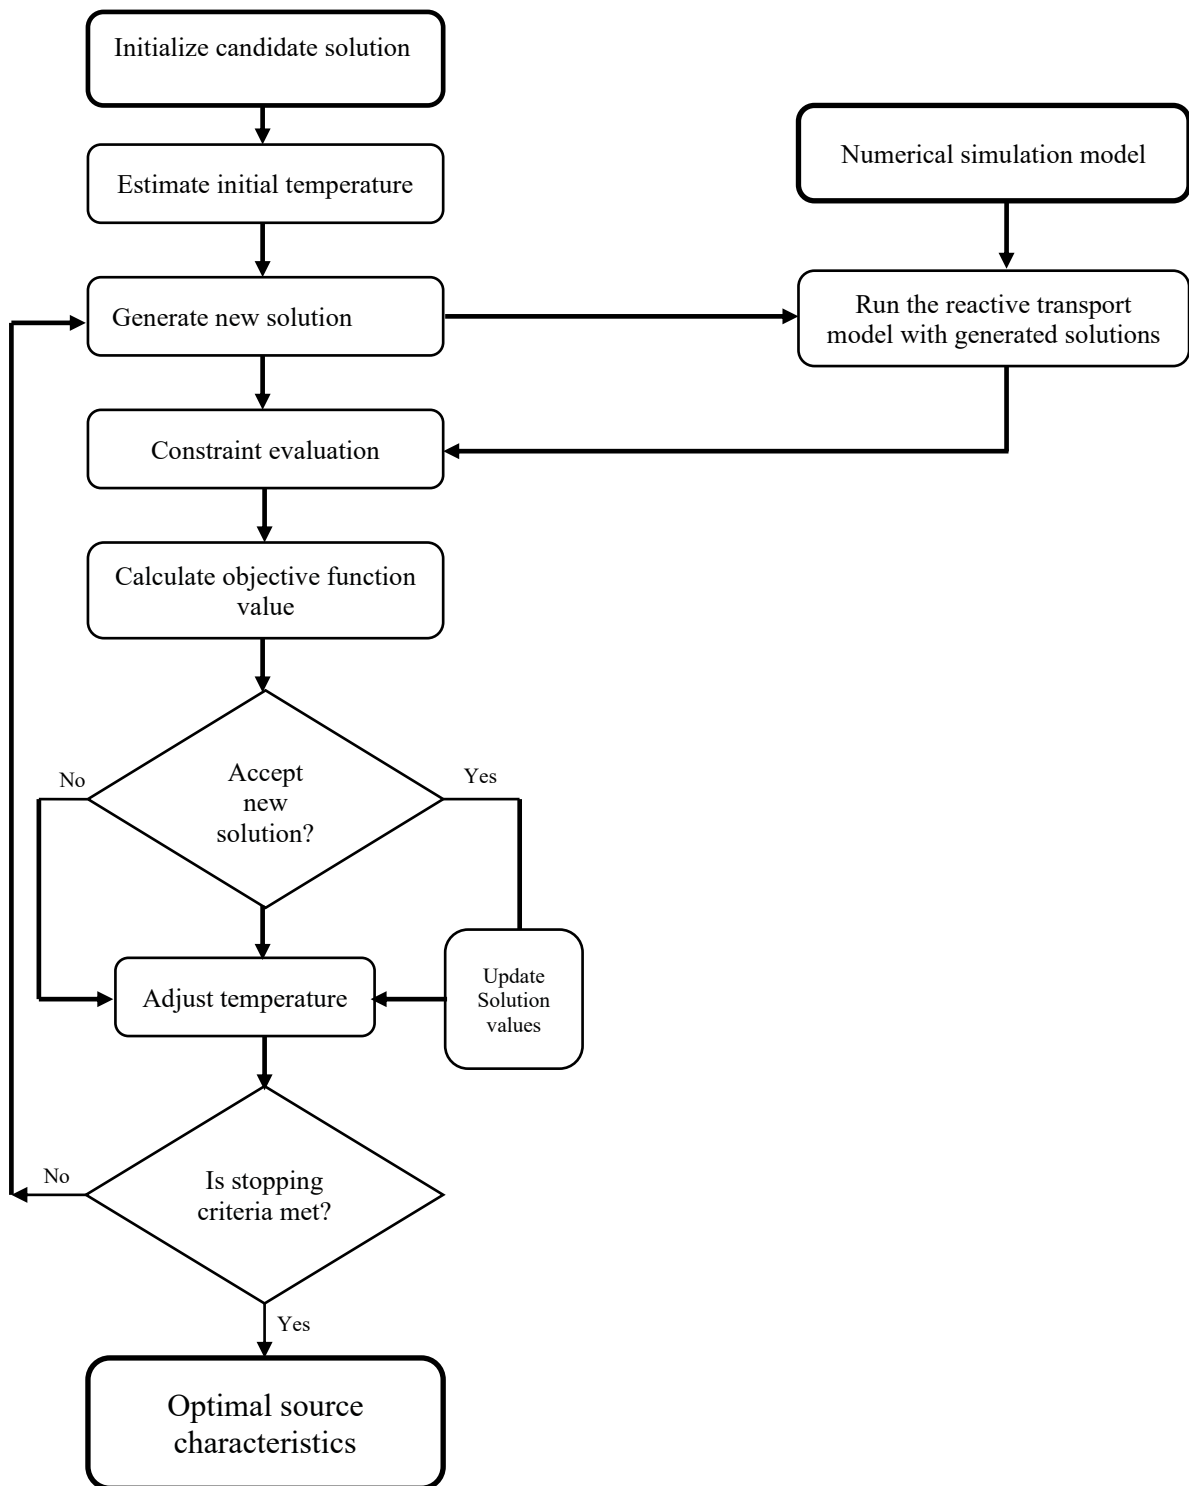 Initialize candidate solution
Estimate initial temperature
Numerical simulation model
Generate new solution
Run the reactive transport
model with generated solutions
Constraint evaluation
Calculate objective function
value
No
Accept
new
solution?
Yes
Adjust temperature
Update
Solution
values
No
Is stopping
criteria met?
Yes
Optimal source
characteristics